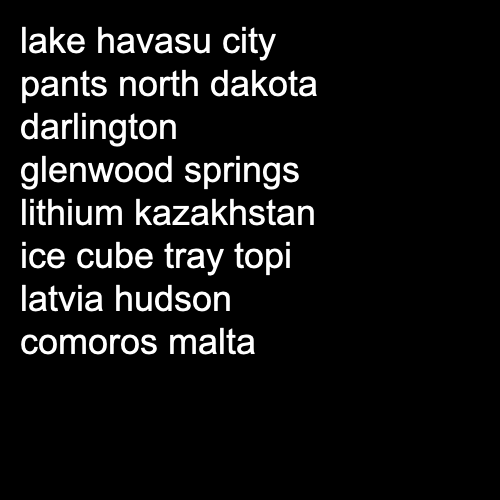 lake havasu city
pants north dakota
darlington
glenwood springs
lithium kazakhstan
ice cube tray topi
latvia hudson
comoros malta